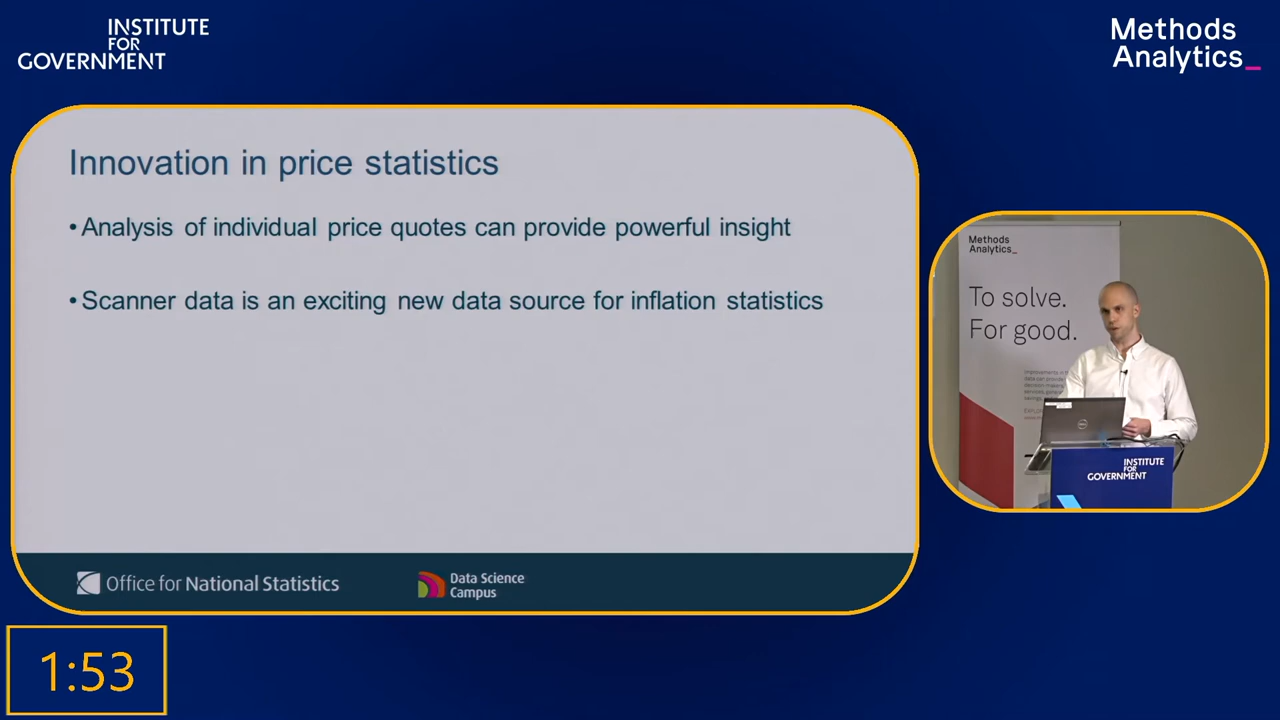 INSTITUTE
FOR
GOVERNMENT
Methods
Analytics_
Innovation in price statistics
• Analysis of individual price quotes can provide powerful insight
• Scanner data is an exciting new data source for inflation statistics
Office for National Statistics
Data Science
Campus
Methods
Analytics_
To solve.
For good.
INSTITUTE
FOR
GOVERNMENT
1:53